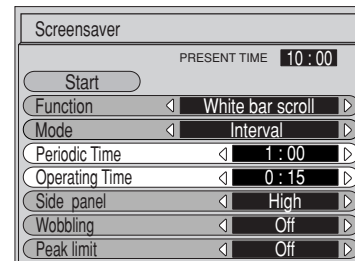 Screensaver
PRESENT TIME 10 : 00
Start
Function White bar scroll
Mode Interval
Periodic Time 1 : 00
Operating Time 0 : 15
Side panel High
Wobbling Off
Peak limit Off